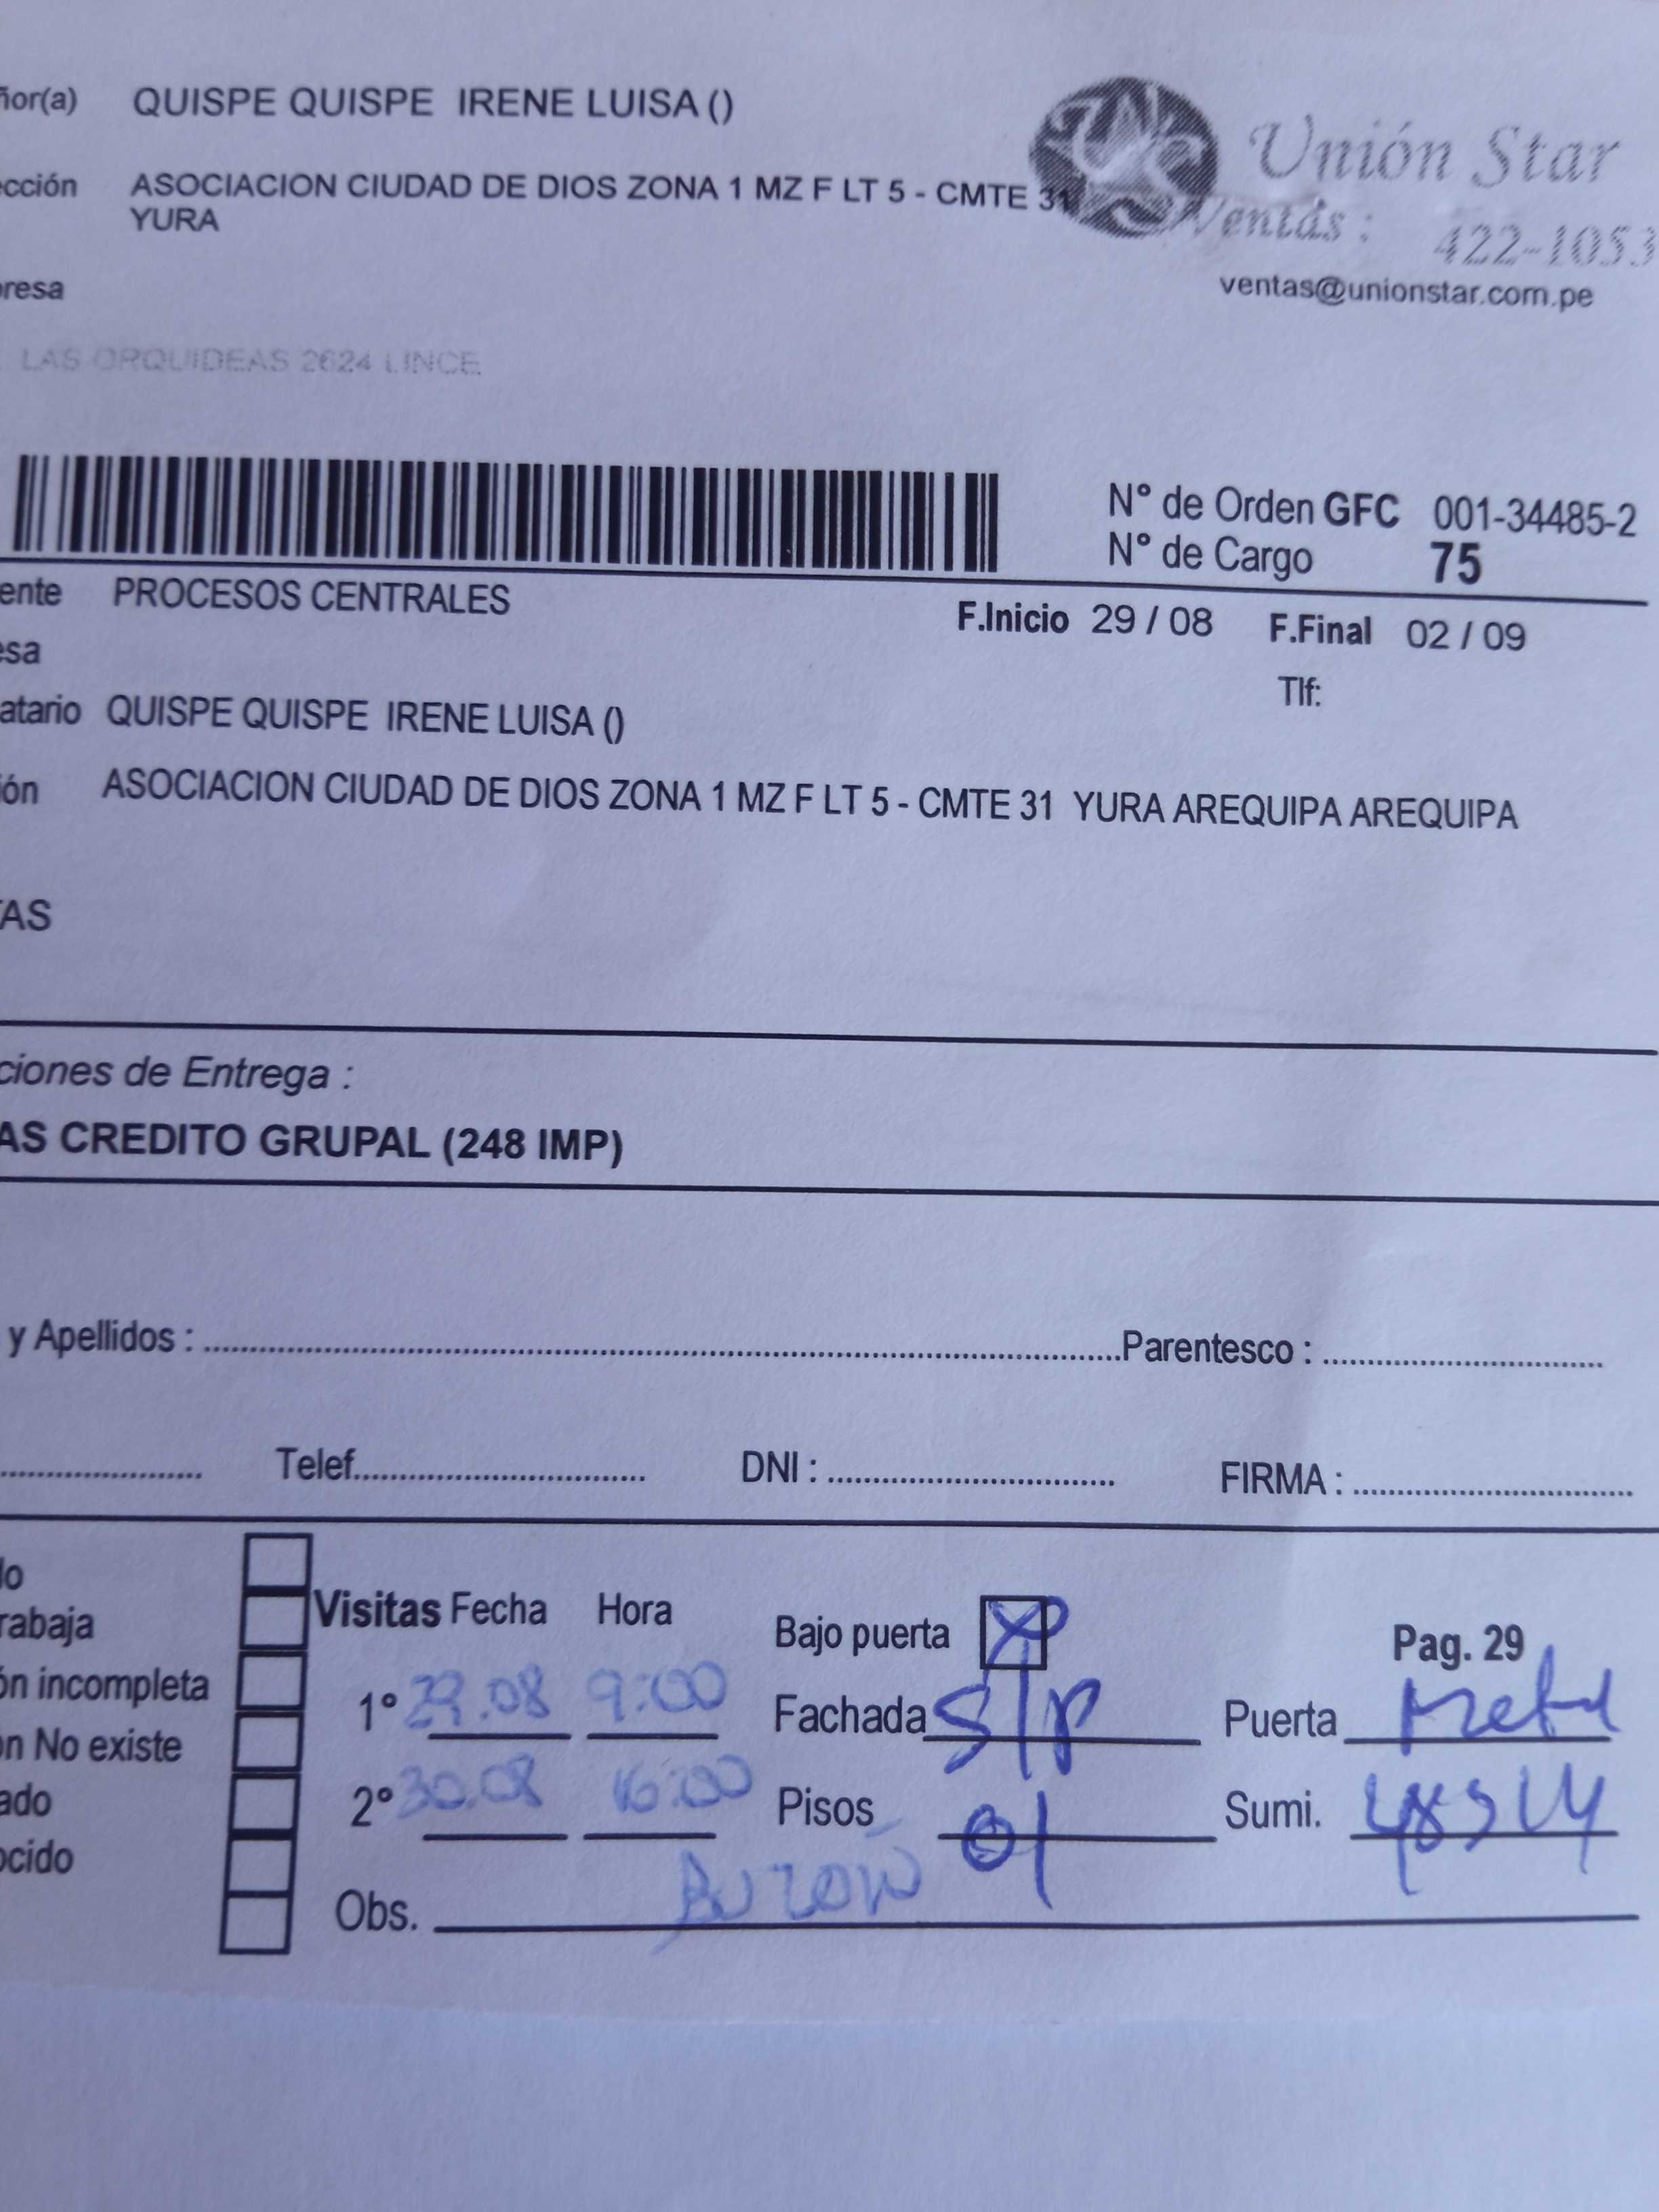 ñor(a) QUISPE QUISPE IRENE LUISA ()
Unión Star
cción ASOCIACION CIUDAD DE DIOS ZONA 1 MZ F LT 5 - CMTE 31
YURA
Ventas: 422-1053
resa
ventas@unionstar.com.pe
LAS ORQUIDEAS 2624 LINCE
N° de Orden GFC 001-34485-2
N° de Cargo 75
ente PROCESOS CENTRALES
F.Inicio 29 / 08 F.Final 02 / 09
esa
Tlf:
atario QUISPE QUISPE IRENE LUISA ()
ión ASOCIACION CIUDAD DE DIOS ZONA 1 MZ F LT 5 - CMTE 31 YURA AREQUIPA AREQUIPA
TAS
ciones de Entrega :
AS CREDITO GRUPAL (248 IMP)
y Apellidos : Parentesco :
Telef. DNI : FIRMA :
do
rabaja
Visitas Fecha Hora
Bajo puerta X
Pag. 29
ón incompleta
1° 29.08 9:00
Fachada S/P
Puerta Metal
ón No existe
2° 30.08 16:00
Pisos 01
Sumi.
ado
ocido
Obs. BUZON